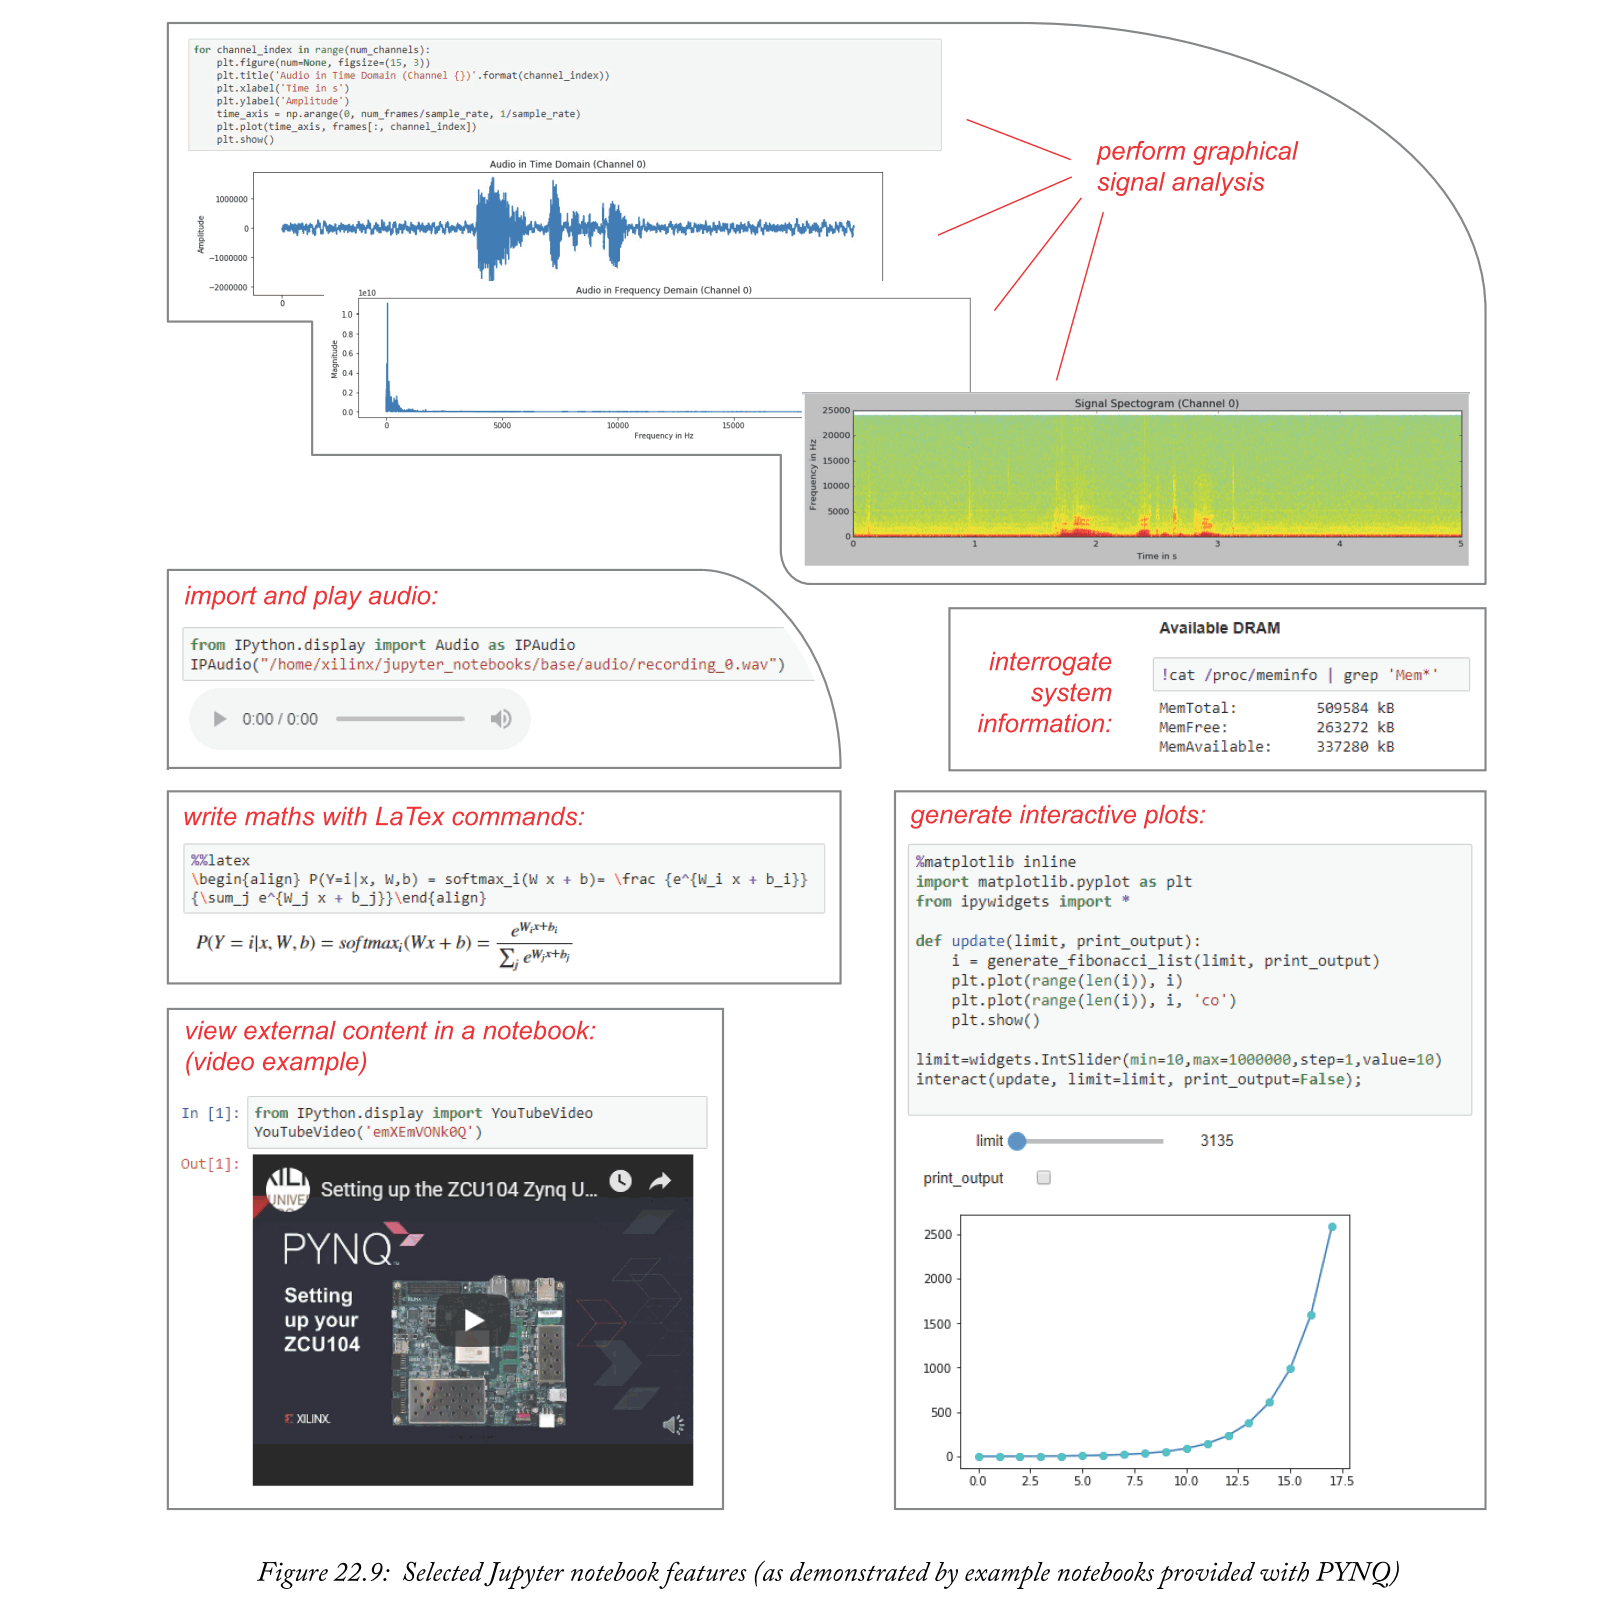 for channel_index in range(num_channels):
    plt.figure(num=None, figsize=(15, 3))
    plt.title('Audio in Time Domain (Channel {})'.format(channel_index))
    plt.xlabel('Time in s')
    plt.ylabel('Amplitude')
    time_axis = np.arange(0, num_frames/sample_rate, 1/sample_rate)
    plt.plot(time_axis, frames[:, channel_index])
    plt.show()
perform graphical
signal analysis
Audio in Time Domain (Channel 0)
Amplitude
1000000
0
−1000000
−2000000
0
Audio in Frequency Domain (Channel 0)
1e10
Magnitude
1.0
0.8
0.6
0.4
0.2
0.0
0 5000 10000 15000
Frequency in Hz
Signal Spectogram (Channel 0)
Frequency in Hz
25000
20000
15000
10000
5000
0
0 1 2 3 4 5
Time in s
import and play audio:
from IPython.display import Audio as IPAudio
IPAudio("/home/xilinx/jupyter_notebooks/base/audio/recording_0.wav")
0:00 / 0:00
interrogate
system
information:
Available DRAM
!cat /proc/meminfo | grep 'Mem*'
MemTotal: 509584 kB
MemFree: 263272 kB
MemAvailable: 337280 kB
write maths with LaTex commands:
%%latex
\begin{align} P(Y=i|x, W,b) = softmax_i(W x + b)= \frac {e^{W_i x + b_i}}
{\sum_j e^{W_j x + b_j}}\end{align}
P(Y = i|x, W, b) = softmax_i(Wx + b) = e^{W_i x+b_i} / ∑_j e^{W_j x+b_j}
generate interactive plots:
%matplotlib inline
import matplotlib.pyplot as plt
from ipywidgets import *
def update(limit, print_output):
    i = generate_fibonacci_list(limit, print_output)
    plt.plot(range(len(i)), i)
    plt.plot(range(len(i)), i, 'co')
    plt.show()
limit=widgets.IntSlider(min=10,max=1000000,step=1,value=10)
interact(update, limit=limit, print_output=False);
limit 3135
print_output
2500
2000
1500
1000
500
0
0.0 2.5 5.0 7.5 10.0 12.5 15.0 17.5
view external content in a notebook:
(video example)
In [1]:
from IPython.display import YouTubeVideo
YouTubeVideo('emXEmVONk0Q')
Out[1]:
Setting up the ZCU104 Zynq U...
PYNQ
Setting
up your
ZCU104
XILINX
Figure 22.9: Selected Jupyter notebook features (as demonstrated by example notebooks provided with PYNQ)